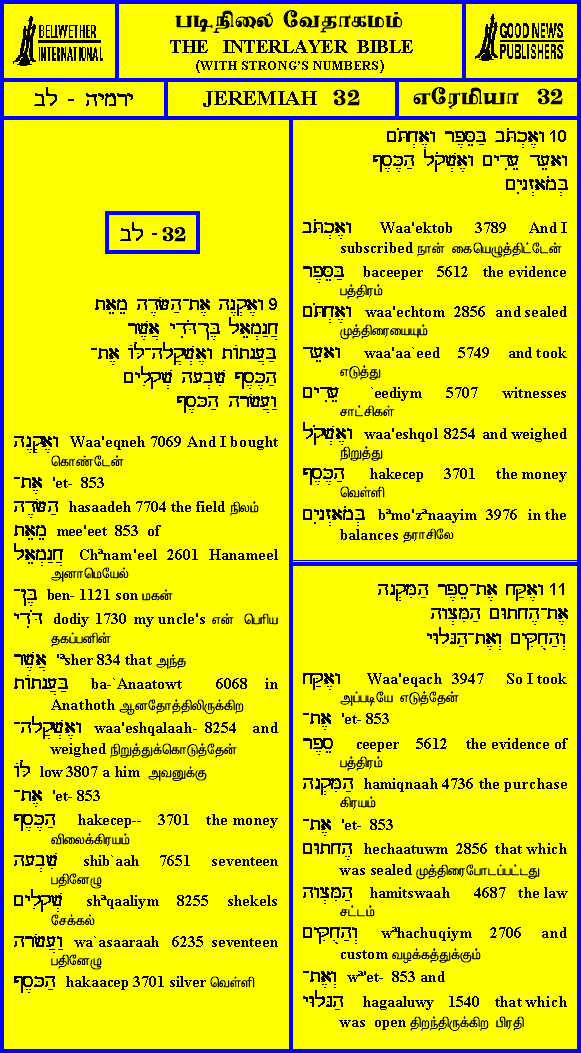 BELLWETHER
INTERNATIONAL
படிநிலை வேதாகமம்
THE INTERLAYER BIBLE
(WITH STRONG'S NUMBERS)
GOOD NEWS
PUBLISHERS
ירמיה - לב
JEREMIAH 32
எரேமியா 32
לב - 32
9 וָאֶקְנֶה אֶת־הַשָּׂדֶה מֵאֵת
חֲנַמְאֵל בֶּן־דֹּדִי אֲשֶׁר
בַּעֲנָתוֹת וָאֶשְׁקֲלָה־לּוֹ אֶת־
הַכֶּסֶף שִׁבְעָה שְׁקָלִים
וַעֲשָׂרָה הַכָּסֶף
וָאֶקְנֶה Waa'eqneh 7069 And I bought
கொண்டேன்
אֶת־ 'et- 853
הַשָּׂדֶה hasaadeh 7704 the field நிலம்
מֵאֵת mee'eet 853 of
חֲנַמְאֵל Chªnam'eel 2601 Hanameel
அனாமெயேல்
בֶּן־ ben- 1121 son மகன்
דֹּדִי dodiy 1730 my uncle's என் பெரிய
தகப்பனின்
אֲשֶׁר 'ªsher 834 that அந்த
בַּעֲנָתוֹת ba-`Anaatowt 6068 in
Anathoth ஆனதோத்திலிருக்கிற
וָאֶשְׁקֲלָה־ waa'eshqalaah- 8254 and
weighed நிறுத்துக்கொடுத்தேன்
לּוֹ low 3807 a him அவனுக்கு
אֶת־ 'et- 853
הַכֶּסֶף hakecep-- 3701 the money
விலைக்கிரயம்
שִׁבְעָה shib`aah 7651 seventeen
பதினேழு
שְׁקָלִים shªqaaliym 8255 shekels
சேக்கல்
וַעֲשָׂרָה wa`asaaraah 6235 seventeen
பதினேழு
הַכָּסֶף hakaacep 3701 silver வெள்ளி
10 וָאֶכְתֹּב בַּסֵּפֶר וָאֶחְתֹּם
וָאָעֵד עֵדִים וָאֶשְׁקֹל הַכֶּסֶף
בְּמֹאזְנָיִם
וָאֶכְתֹּב Waa'ektob 3789 And I
subscribed நான் கையெழுத்திட்டேன்
בַּסֵּפֶר baceeper 5612 the evidence
பத்திரம்
וָאֶחְתֹּם waa'echtom 2856 and sealed
முத்திரையையும்
וָאָעֵד waa'aa`eed 5749 and took
எடுத்து
עֵדִים `eediym 5707 witnesses
சாட்சிகள்
וָאֶשְׁקֹל waa'eshqol 8254 and weighed
நிறுத்து
הַכֶּסֶף hakecep 3701 the money
வெள்ளி
בְּמֹאזְנָיִם bªmo'zªnaayim 3976 in the
balances தராசிலே
11 וָאֶקַּח אֶת־סֵפֶר הַמִּקְנָה
אֶת־הֶחָתוּם הַמִּצְוָה
וְהַחֻקִּים וְאֶת־הַגָּלוּי
וָאֶקַּח Waa'eqach 3947 So I took
அப்படியே எடுத்தேன்
אֶת־ 'et- 853
סֵפֶר ceeper 5612 the evidence of
பத்திரம்
הַמִּקְנָה hamiqnaah 4736 the purchase
கிரயம்
אֶת־ 'et- 853
הֶחָתוּם hechaatuwm 2856 that which
was sealed முத்திரைபோடப்பட்டது
הַמִּצְוָה hamitswaah 4687 the law
சட்டம்
וְהַחֻקִּים wªhachuqiym 2706 and
custom வழக்கத்துக்கும்
וְאֶת־ wª'et- 853 and
הַגָּלוּי hagaaluwy 1540 that which
was open திறந்திருக்கிற பிரதி